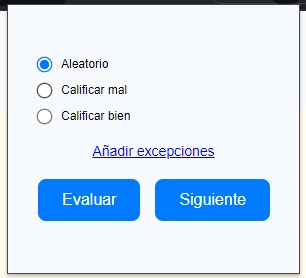 Aleatorio
Calificar mal
Calificar bien
Añadir excepciones
Evaluar
Siguiente